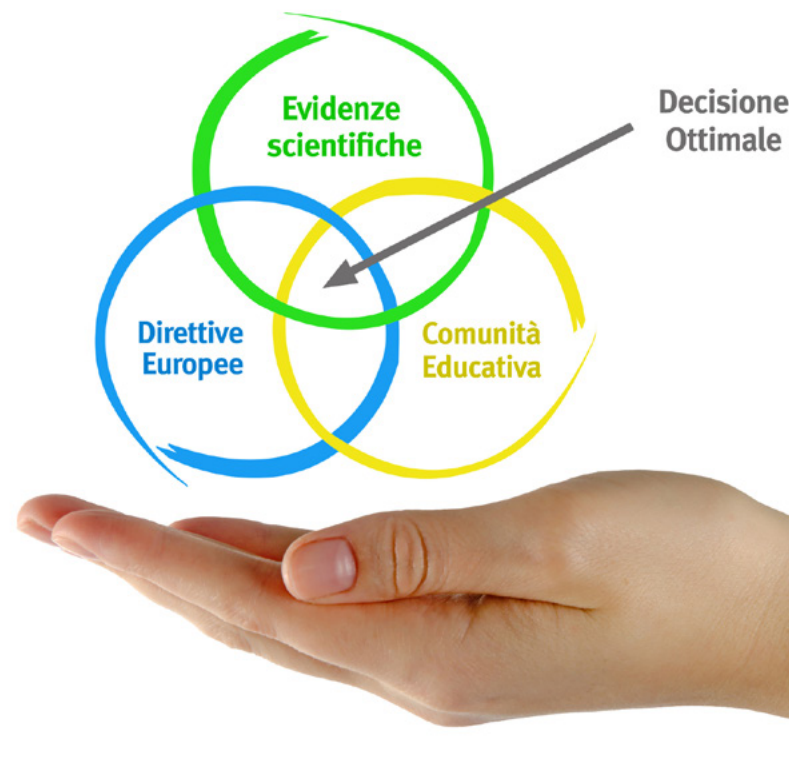 Evidenze
scientifiche
Decisione
Ottimale
Direttive
Europee
Comunità
Educativa